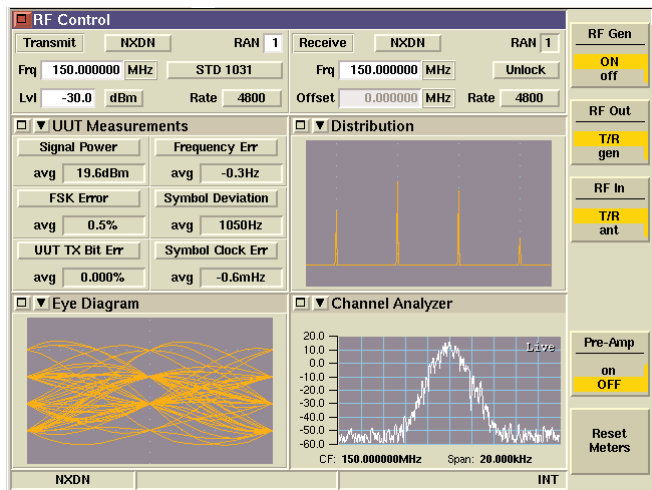 RF Control
Transmit NXDN RAN 1
Frq 150.000000 MHz STD 1031
Lvl -30.0 dBm Rate 4800
Receive NXDN RAN 1
Frq 150.000000 MHz Unlock
Offset 0.000000 MHz Rate 4800
UUT Measurements
Signal Power Frequency Err
avg 19.6dBm avg -0.3Hz
FSK Error Symbol Deviation
avg 0.5% avg 1050Hz
UUT TX Bit Err Symbol Clock Err
avg 0.000% avg -0.6mHz
Distribution
Eye Diagram
Channel Analyzer
Live
20.0
10.0
0.0
-10.0
-20.0
-30.0
-40.0
-50.0
-60.0
CF: 150.000000MHz Span: 20.000kHz
RF Gen
ON
off
RF Out
T/R
gen
RF In
T/R
ant
Pre-Amp
on
OFF
Reset
Meters
NXDN INT